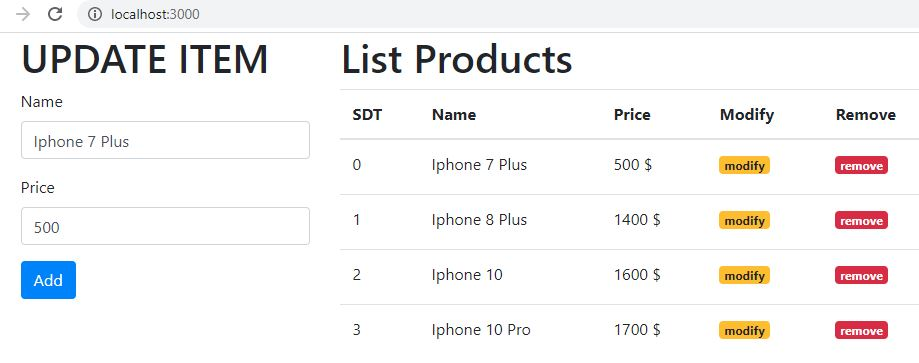 localhost:3000
UPDATE ITEM
Name
Iphone 7 Plus
Price
500
Add
List Products
SDT Name Price Modify Remove
0 Iphone 7 Plus 500 $ modify remove
1 Iphone 8 Plus 1400 $ modify remove
2 Iphone 10 1600 $ modify remove
3 Iphone 10 Pro 1700 $ modify remove